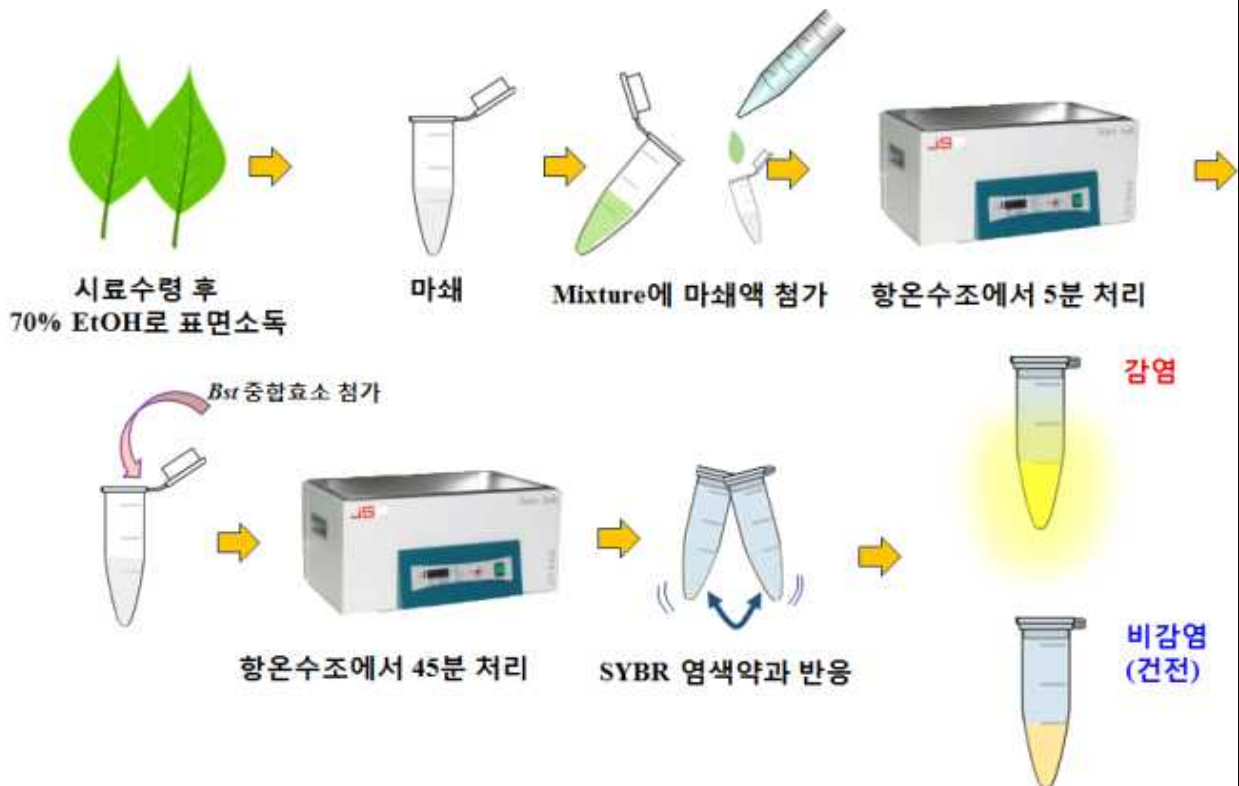 시료수령 후
70% EtOH로 표면소독
마쇄
Mixture에 마쇄액 첨가
JS
항온수조에서 5분 처리
Bst 중합효소 첨가
JS
항온수조에서 45분 처리
SYBR 염색약과 반응
감염
비감염
(건전)